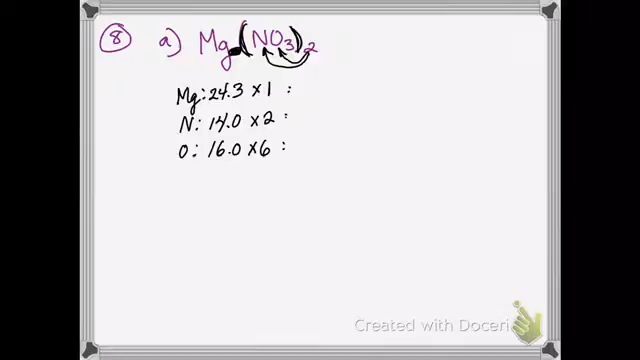 8 a) Mg(NO3)2
Mg: 24.3 x 1 :
N: 14.0 x 2 :
O: 16.0 x 6 :
Created with Doceri